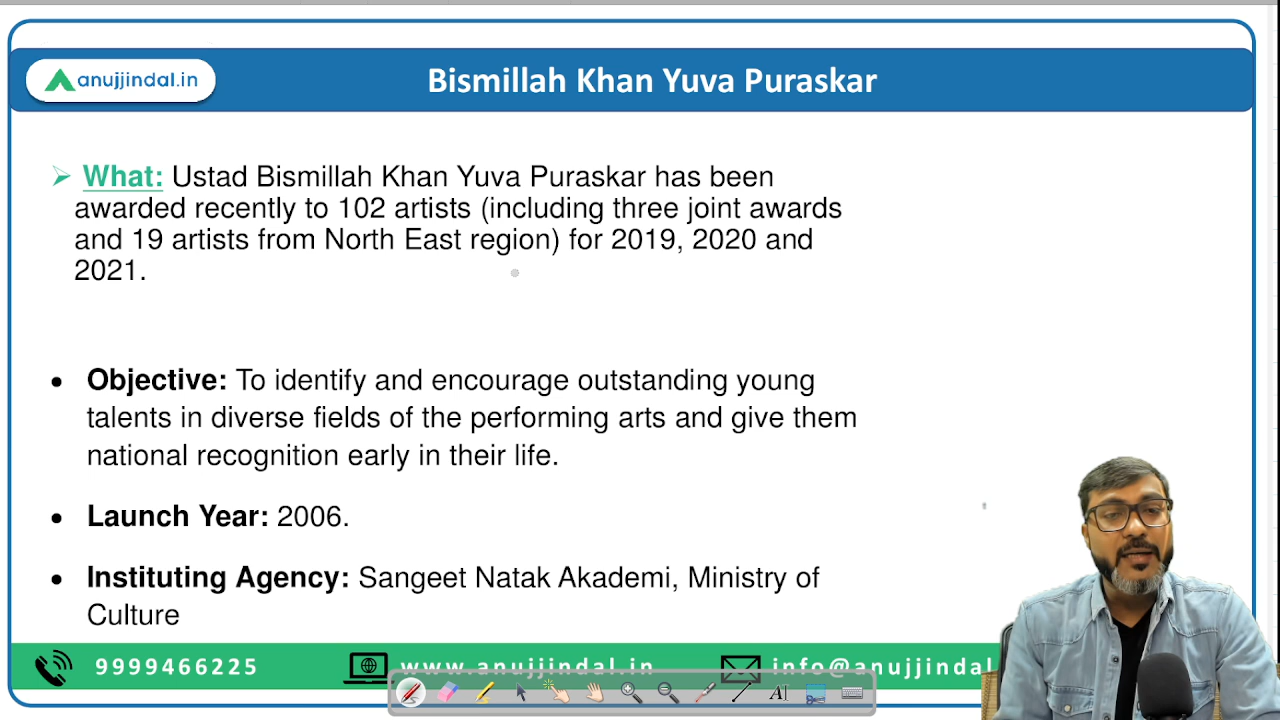 anujjindal.in
Bismillah Khan Yuva Puraskar
What: Ustad Bismillah Khan Yuva Puraskar has been
awarded recently to 102 artists (including three joint awards
and 19 artists from North East region) for 2019, 2020 and
2021.
• Objective: To identify and encourage outstanding young
talents in diverse fields of the performing arts and give them
national recognition early in their life.
• Launch Year: 2006.
• Instituting Agency: Sangeet Natak Akademi, Ministry of
Culture
9999466225 www.anujjindal.in info@anujjindal